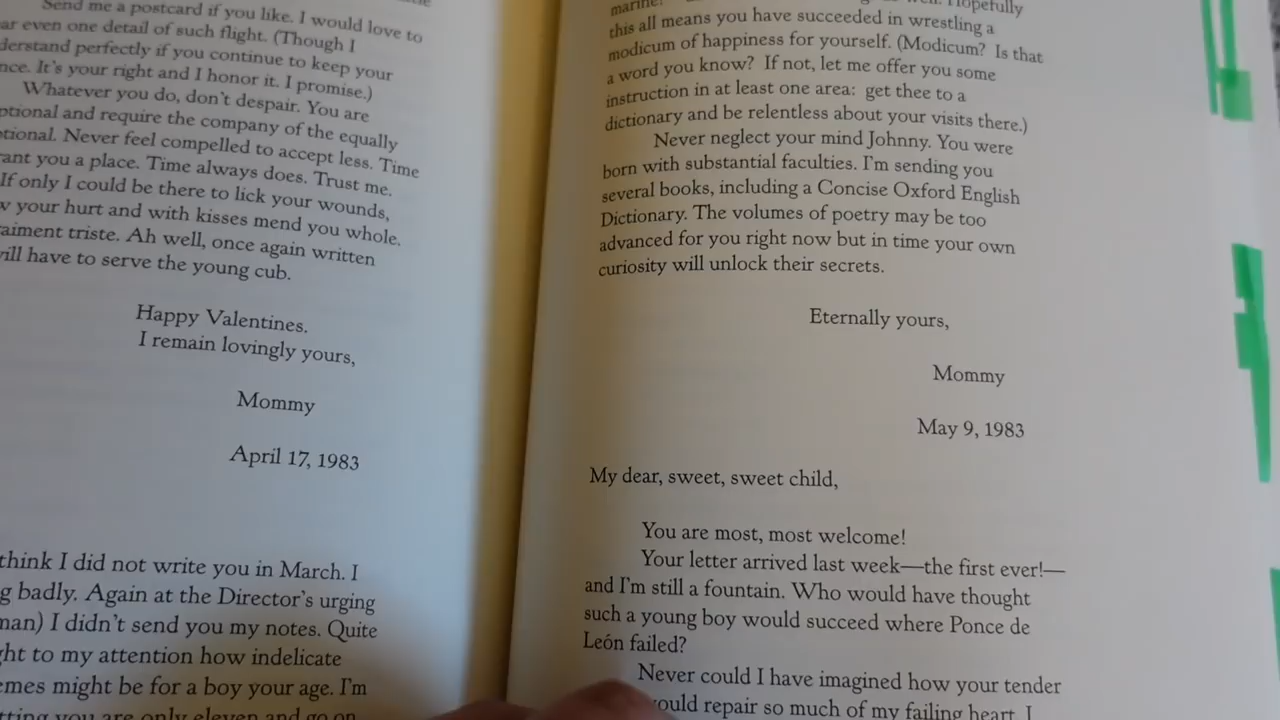 Send me a postcard if you like. I would love to
ar even one detail of such flight. (Though I
derstand perfectly if you continue to keep your
nce. It's your right and I honor it. I promise.)
Whatever you do, don't despair. You are
ptional and require the company of the equally
tional. Never feel compelled to accept less. Time
ant you a place. Time always does. Trust me.
If only I could be there to lick your wounds,
w your hurt and with kisses mend you whole.
aiment triste. Ah well, once again written
vill have to serve the young cub.
Happy Valentines.
I remain lovingly yours,
Mommy
April 17, 1983
think I did not write you in March. I
g badly. Again at the Director's urging
man) I didn't send you my notes. Quite
ght to my attention how indelicate
emes might be for a boy your age. I'm
tting you are only eleven and go on
marine!
well. Hopefully
this all means you have succeeded in wrestling a
modicum of happiness for yourself. (Modicum? Is that
a word you know? If not, let me offer you some
instruction in at least one area: get thee to a
dictionary and be relentless about your visits there.)
Never neglect your mind Johnny. You were
born with substantial faculties. I'm sending you
several books, including a Concise Oxford English
Dictionary. The volumes of poetry may be too
advanced for you right now but in time your own
curiosity will unlock their secrets.
Eternally yours,
Mommy
May 9, 1983
My dear, sweet, sweet child,
You are most, most welcome!
Your letter arrived last week—the first ever!—
and I'm still a fountain. Who would have thought
such a young boy would succeed where Ponce de
León failed?
Never could I have imagined how your tender
ould repair so much of my failing heart. I